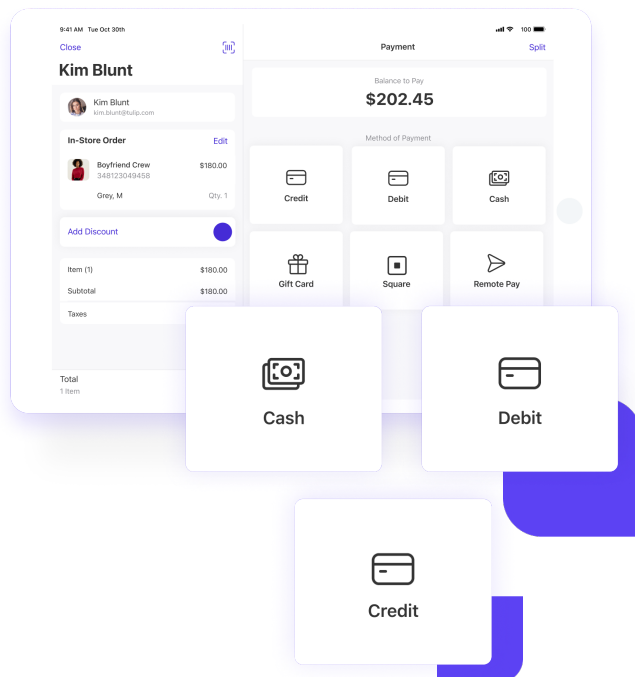 9:41 AM Tue Oct 30th
100
Close
Payment
Split
Kim Blunt
Kim Blunt
kim.blunt@tulip.com
In-Store Order
Edit
Boyfriend Crew
$180.00
348123049458
Grey, M
Qty. 1
Add Discount
Item (1)
$180.00
Subtotal
$180.00
Taxes
Total
1 Item
Balance to Pay
$202.45
Method of Payment
Credit
Debit
Cash
Gift Card
Square
Remote Pay
Cash
Debit
Credit